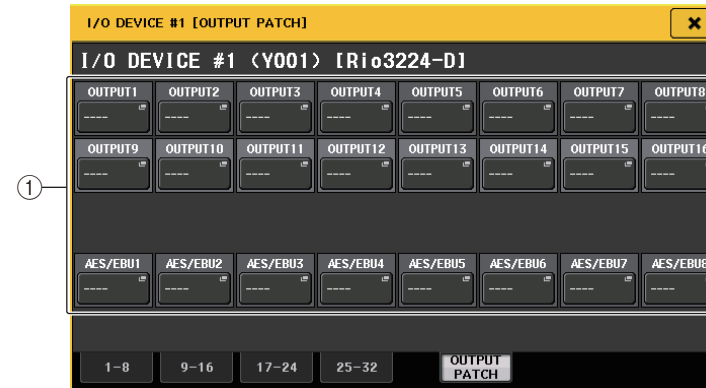 I/O DEVICE #1 [OUTPUT PATCH]
I/O DEVICE #1 (Y001) [Rio3224-D]
OUTPUT1 OUTPUT2 OUTPUT3 OUTPUT4 OUTPUT5 OUTPUT6 OUTPUT7 OUTPUT8
---- ---- ---- ---- ---- ---- ---- ----
OUTPUT9 OUTPUT10 OUTPUT11 OUTPUT12 OUTPUT13 OUTPUT14 OUTPUT15 OUTPUT16
---- ---- ---- ---- ---- ---- ---- ----
①
AES/EBU1 AES/EBU2 AES/EBU3 AES/EBU4 AES/EBU5 AES/EBU6 AES/EBU7 AES/EBU8
---- ---- ---- ---- ---- ---- ---- ----
1-8 9-16 17-24 25-32 OUTPUT
PATCH